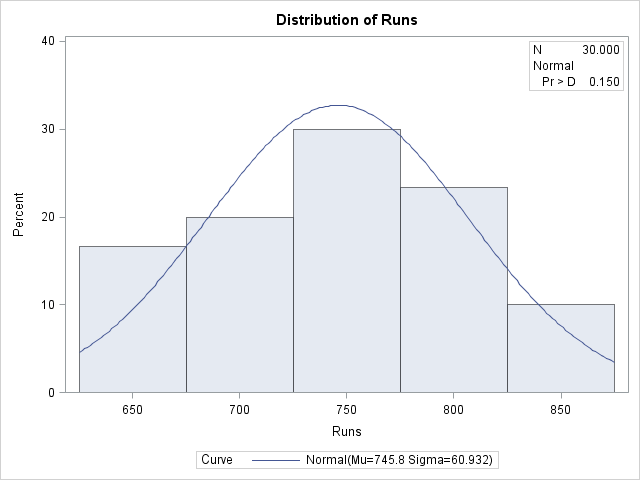 Distribution of Runs
40
30
20
10
0
Percent
N 30.000
Normal
Pr > D 0.150
650 700 750 800 850
Runs
Curve Normal(Mu=745.8 Sigma=60.932)